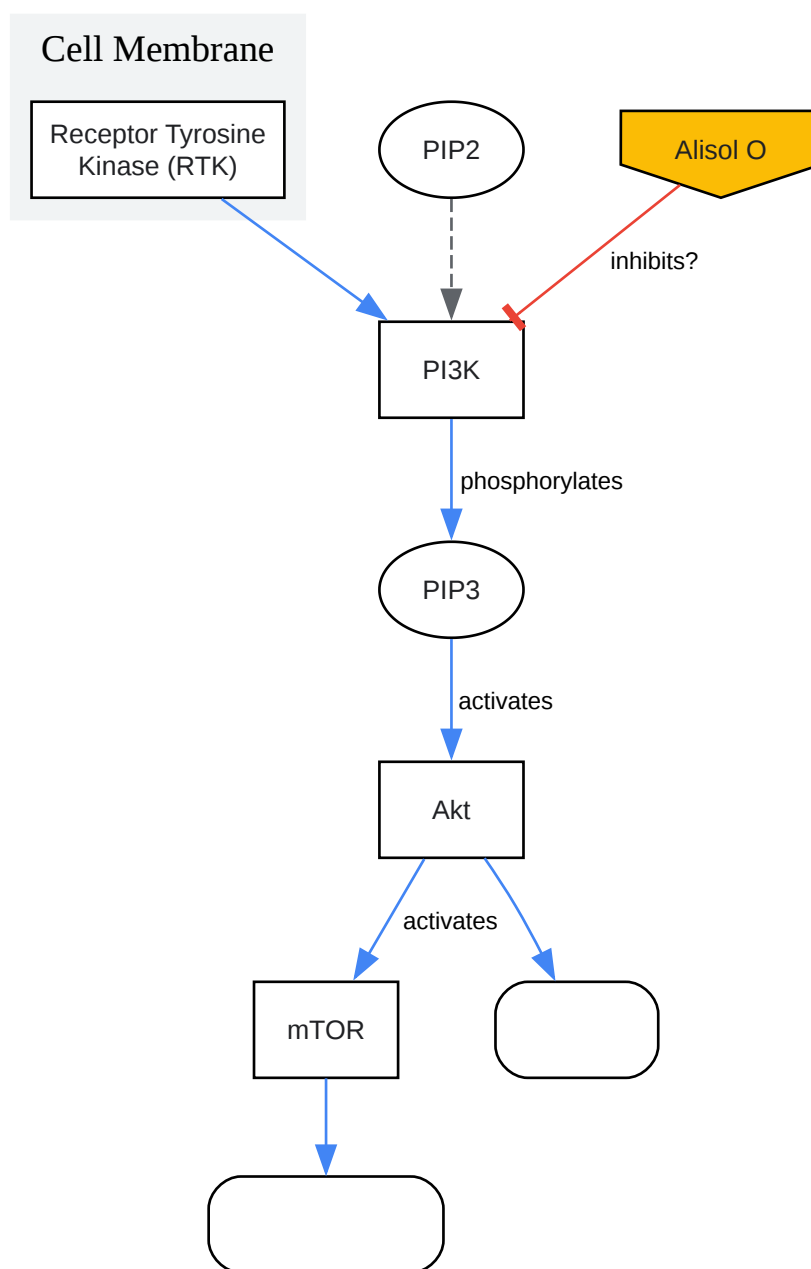 Cell Membrane
Receptor Tyrosine
Kinase (RTK)
PIP2
Alisol O
inhibits?
PI3K
phosphorylates
PIP3
activates
Akt
activates
mTOR